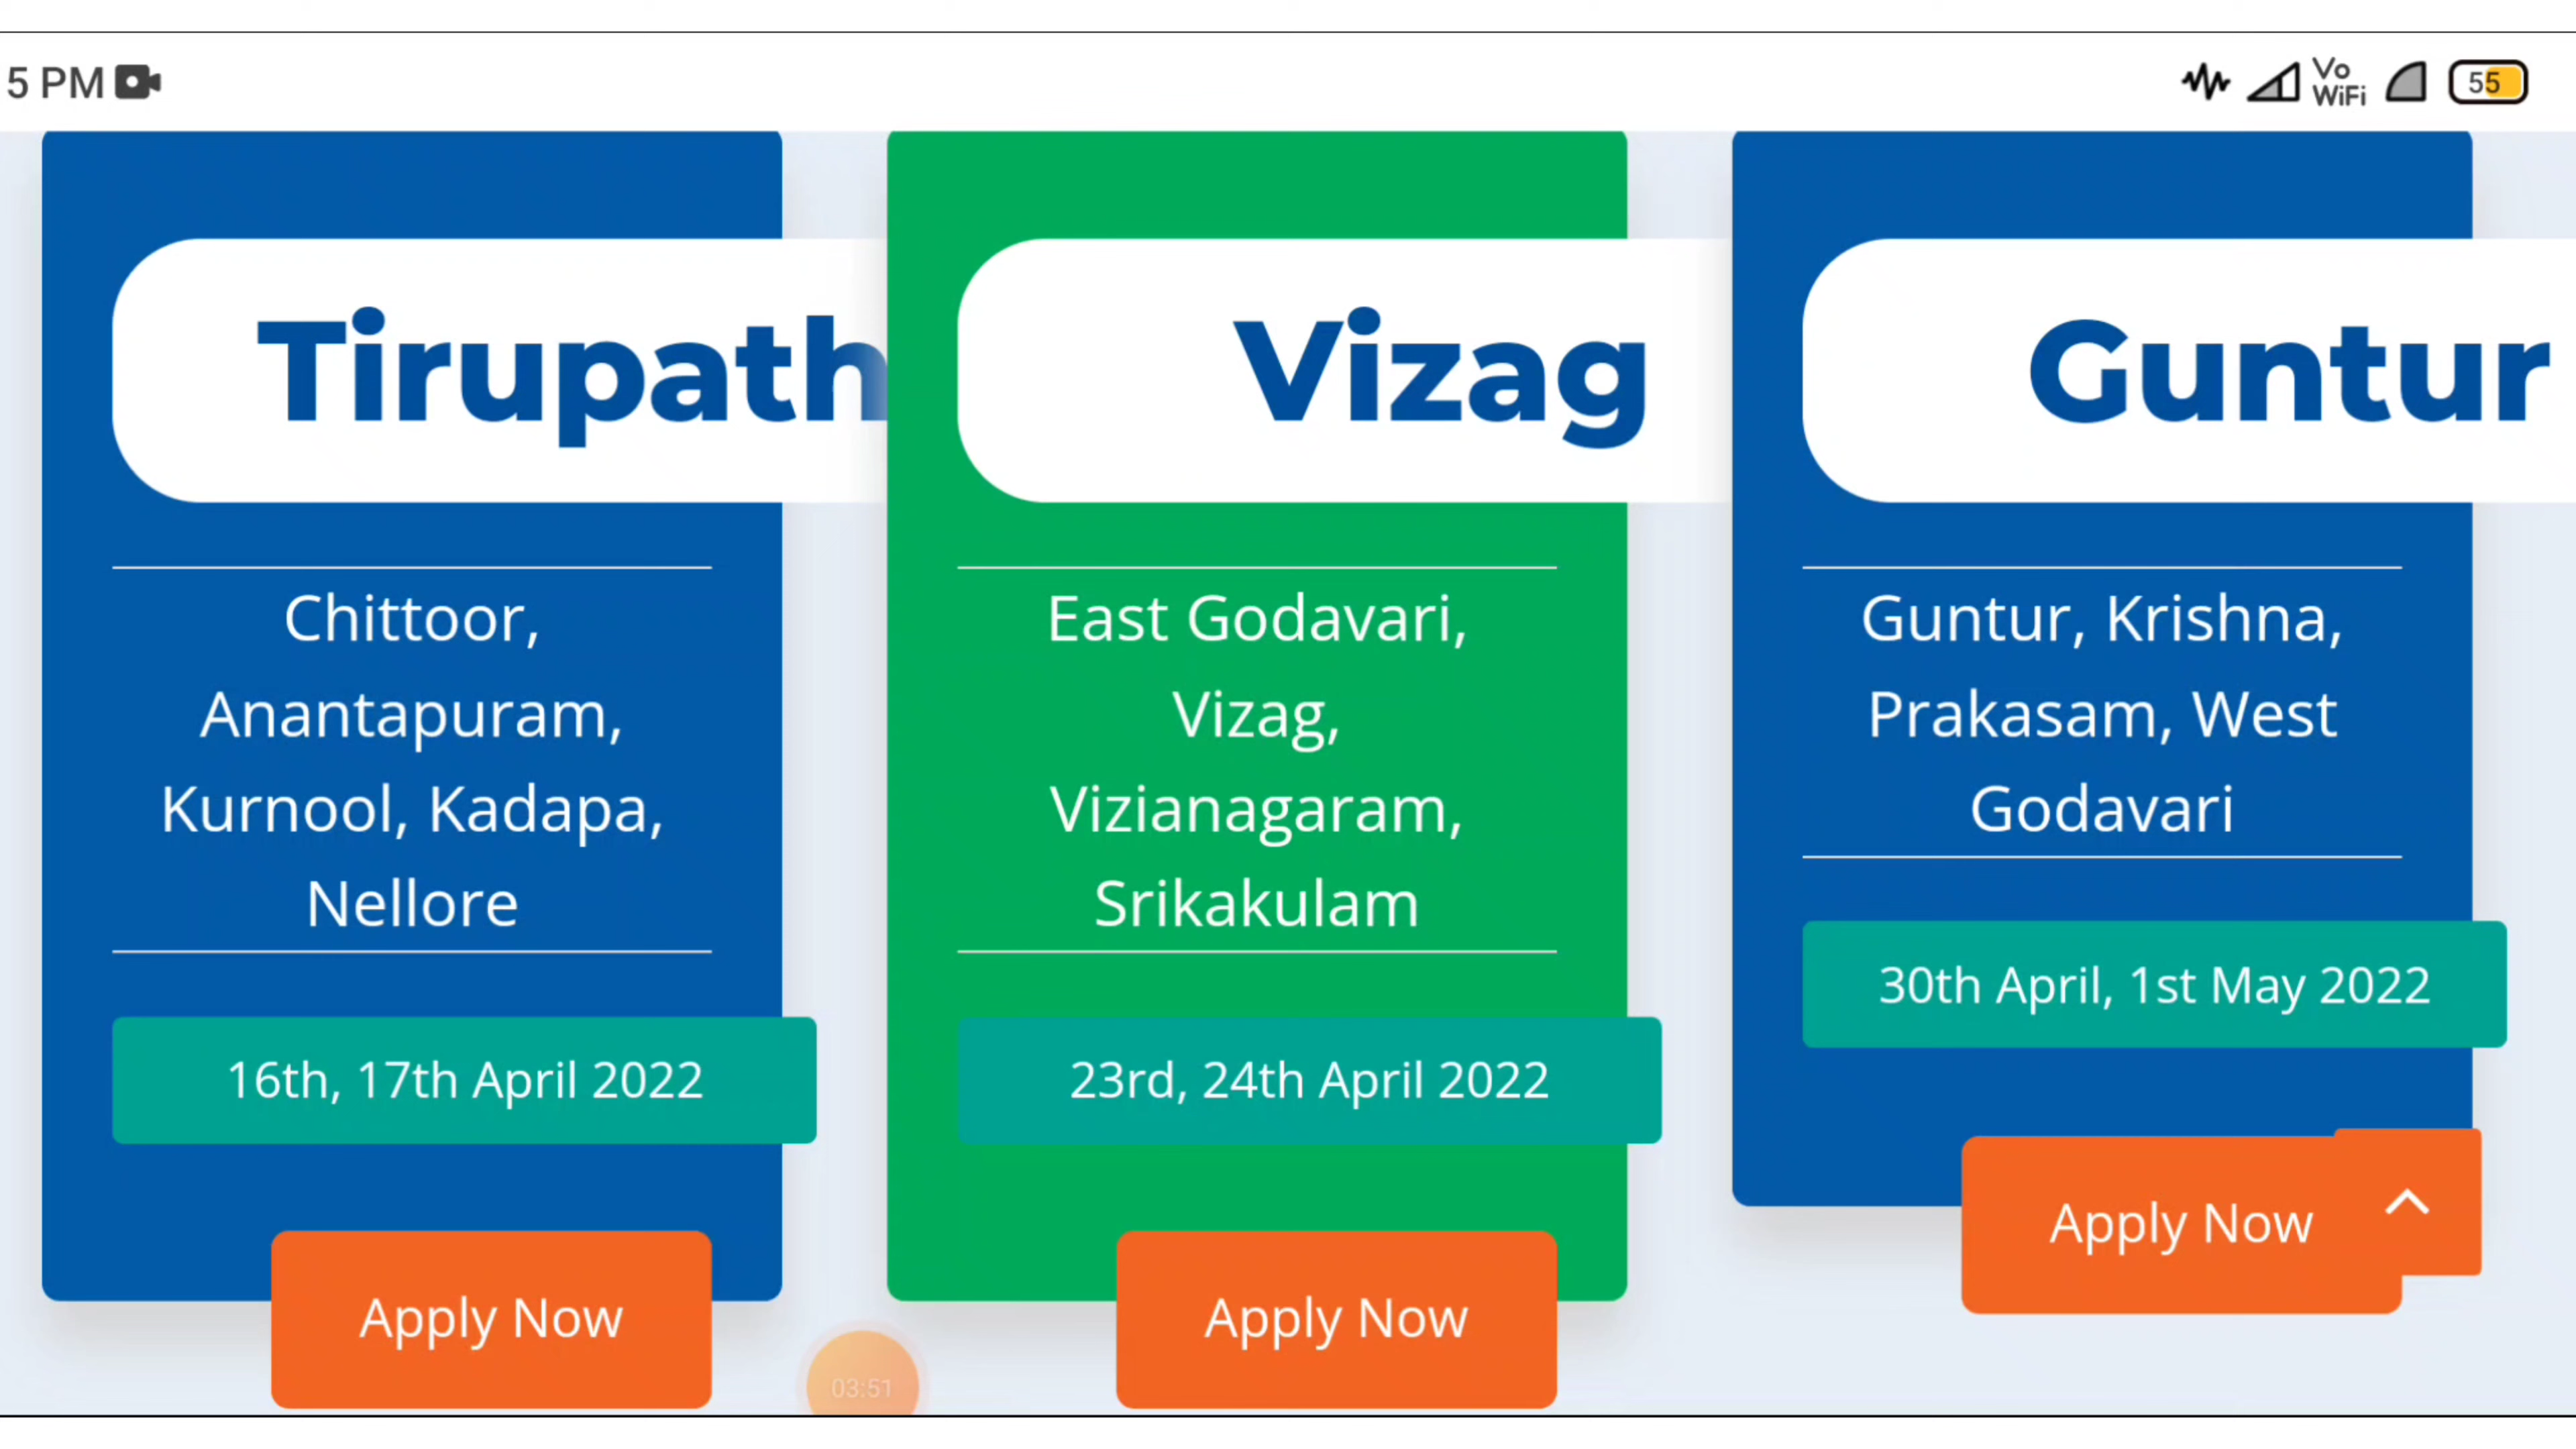 5 PM
Vo
WiFi
55
Tirupath
Chittoor,
Anantapuram,
Kurnool, Kadapa,
Nellore
16th, 17th April 2022
Apply Now
Vizag
East Godavari,
Vizag,
Vizianagaram,
Srikakulam
23rd, 24th April 2022
Apply Now
Guntur
Guntur, Krishna,
Prakasam, West
Godavari
30th April, 1st May 2022
Apply Now
03:51